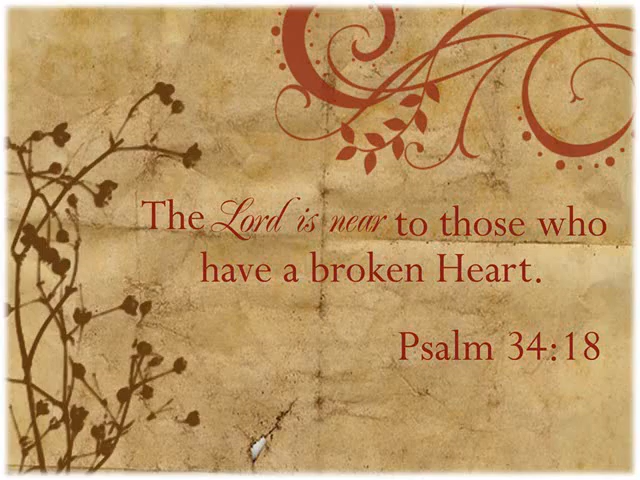 The Lord is near to those who
have a broken Heart.
Psalm 34:18